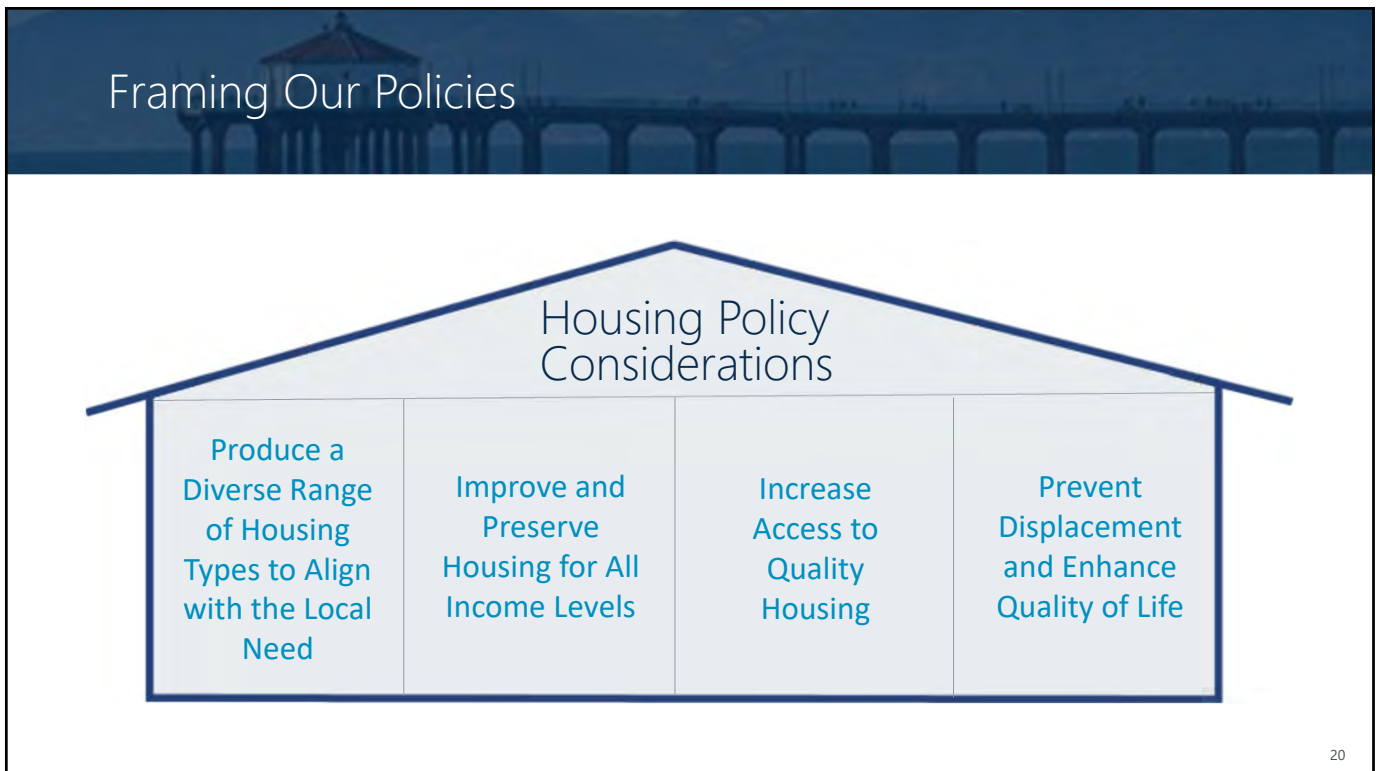 Framing Our Policies
Housing Policy
Considerations
Produce a
Diverse Range
of Housing
Types to Align
with the Local
Need
Improve and
Preserve
Housing for All
Income Levels
Increase
Access to
Quality
Housing
Prevent
Displacement
and Enhance
Quality of Life
20